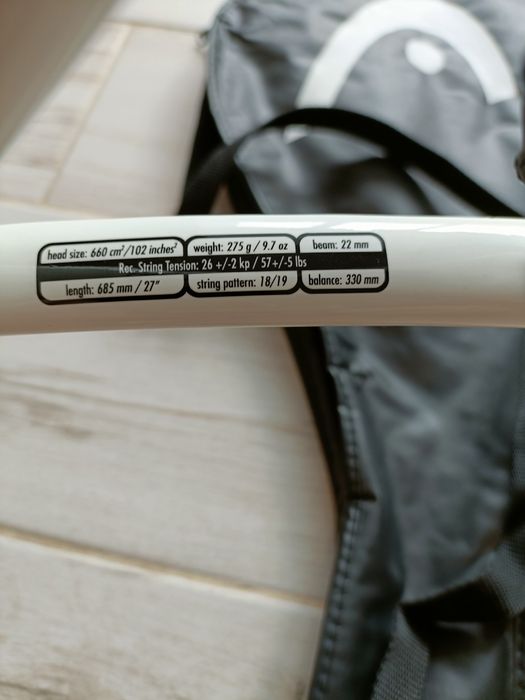 head size: 660 cm²/102 inches² weight: 275 g / 9.7 oz beam: 22 mm
Rec. String Tension: 26 +/-2 kp / 57+/-5 lbs
length: 685 mm / 27" string pattern: 18/19 balance: 330 mm